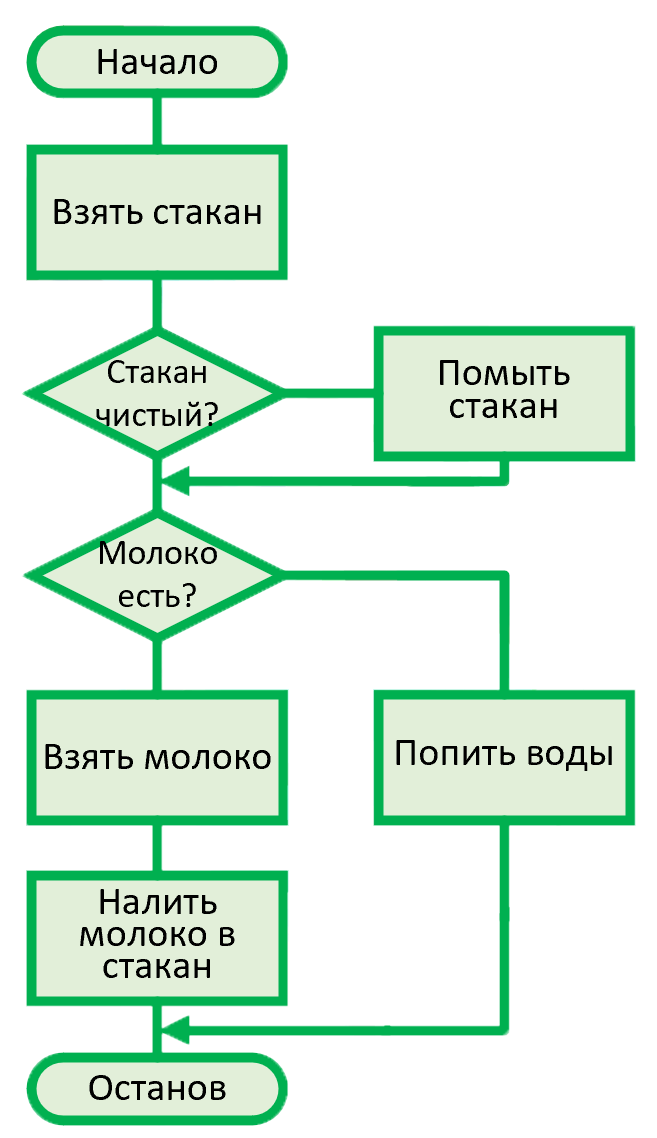 Начало
Взять стакан
Стакан
чистый?
Помыть
стакан
Молоко
есть?
Взять молоко
Попить воды
Налить
молоко в
стакан
Останов